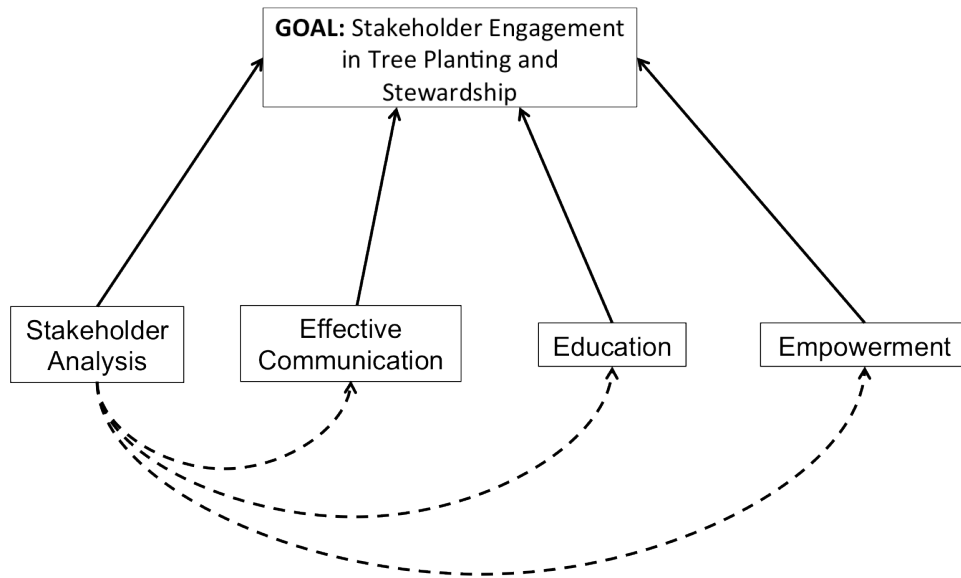 GOAL: Stakeholder Engagement
in Tree Planting and
Stewardship
Stakeholder
Analysis
Effective
Communication
Education
Empowerment